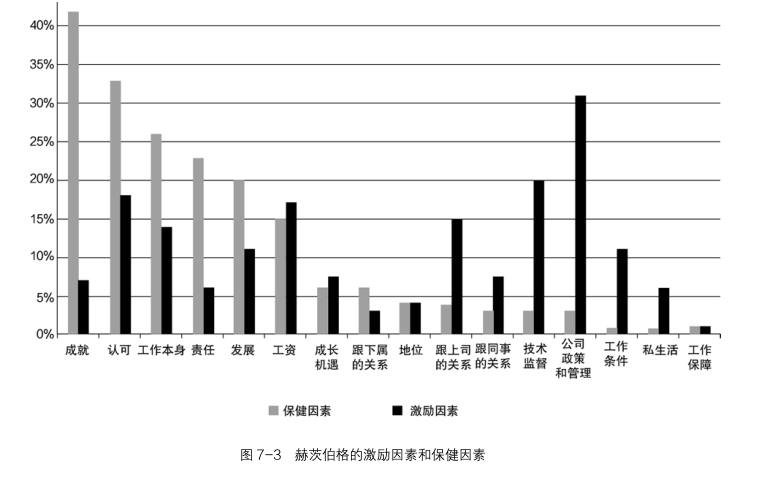 40%
35%
30%
25%
20%
15%
10%
5%
0%
成就 认可 工作本身 责任 发展 工资 成长 跟下属 地位 跟上司 跟同事 技术 公司 工作 私生活 工作
机遇 的关系 的关系 的关系 监督 政策 条件 保障
和管理
保健因素 激励因素
图 7-3 赫茨伯格的激励因素和保健因素